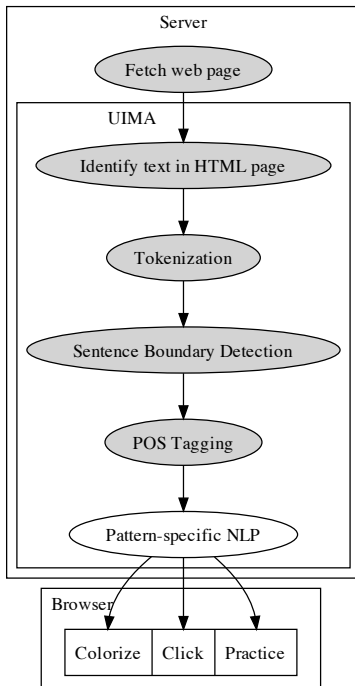 Server
Fetch web page
UIMA
Identify text in HTML page
Tokenization
Sentence Boundary Detection
POS Tagging
Pattern-specific NLP
Browser
Colorize Click Practice